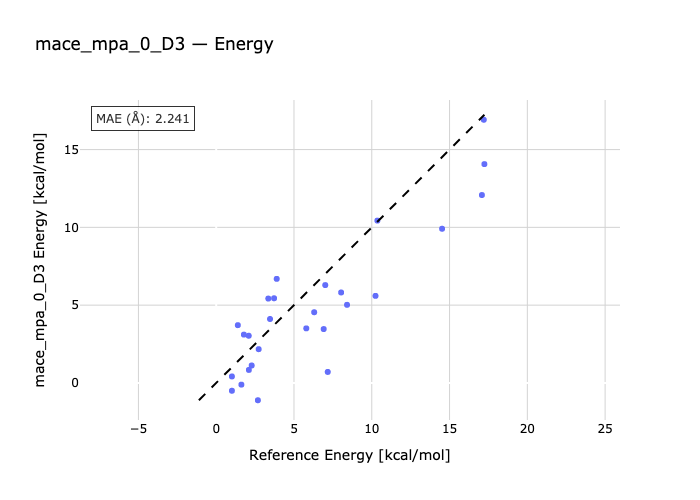 mace_mpa_0_D3 — Energy
MAE (Å): 2.241
mace_mpa_0_D3 Energy [kcal/mol]
15
10
5
0
−5
0
5
10
15
20
25
Reference Energy [kcal/mol]